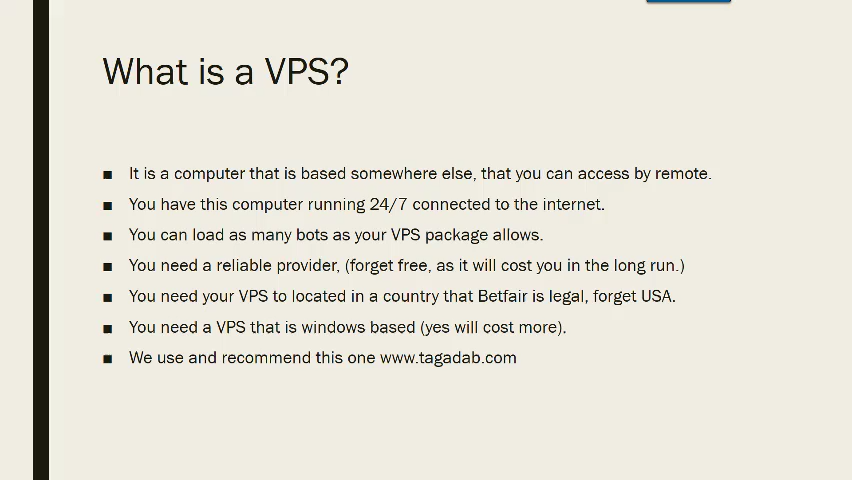 What is a VPS?
■ It is a computer that is based somewhere else, that you can access by remote.
■ You have this computer running 24/7 connected to the internet.
■ You can load as many bots as your VPS package allows.
■ You need a reliable provider, (forget free, as it will cost you in the long run.)
■ You need your VPS to located in a country that Betfair is legal, forget USA.
■ You need a VPS that is windows based (yes will cost more).
■ We use and recommend this one www.tagadab.com